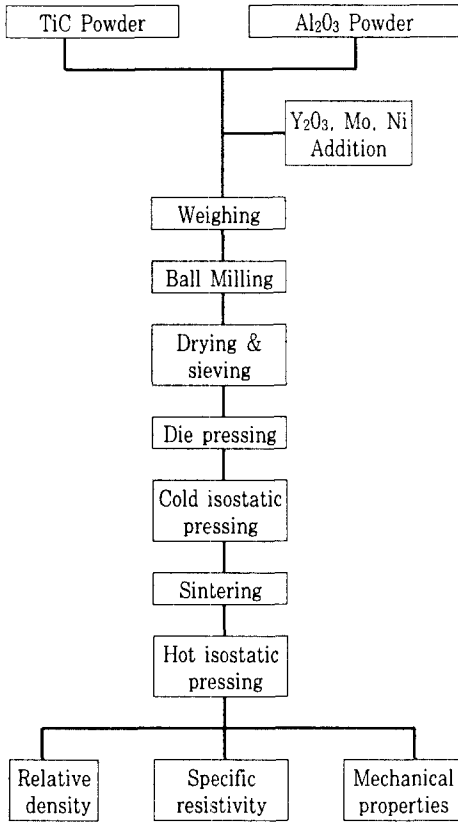 TiC Powder
Al₂O₃ Powder
Y₂O₃, Mo, Ni
Addition
Weighing
Ball Milling
Drying &
sieving
Die pressing
Cold isostatic
pressing
Sintering
Hot isostatic
pressing
Relative
density
Specific
resistivity
Mechanical
properties